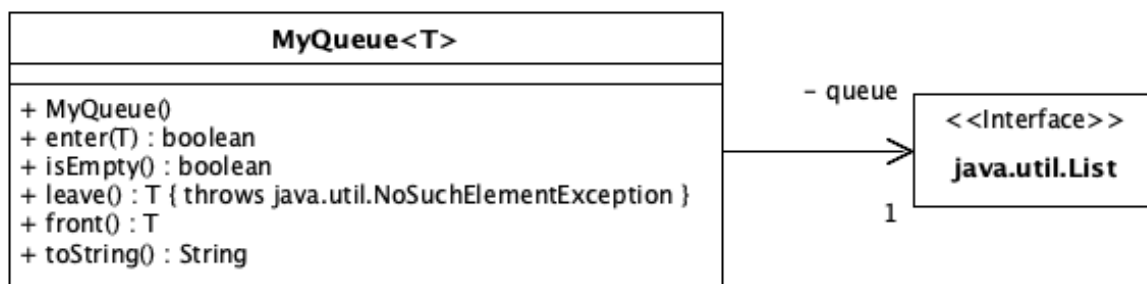 MyQueue<T>
+ MyQueue()
+ enter(T) : boolean
+ isEmpty() : boolean
+ leave() : T { throws java.util.NoSuchElementException }
+ front() : T
+ toString() : String
- queue
1
<<Interface>>
java.util.List